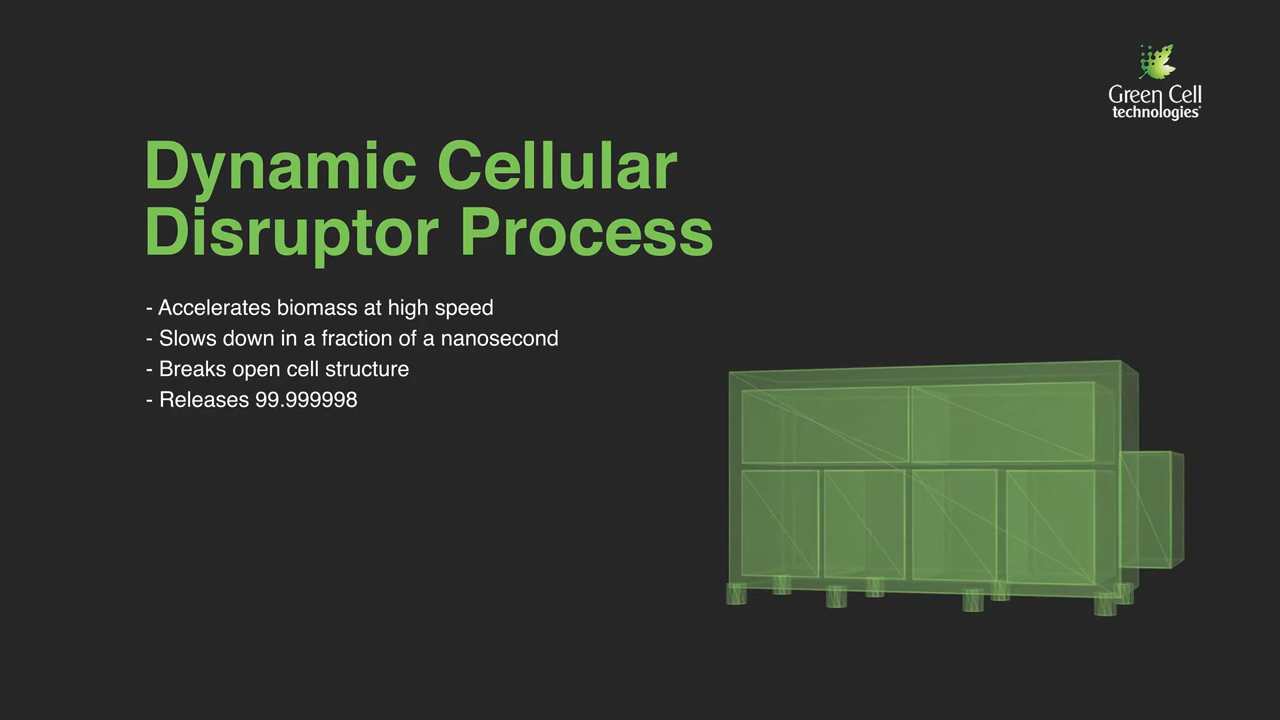 Green Cell
technologies®
Dynamic Cellular
Disruptor Process
- Accelerates biomass at high speed
- Slows down in a fraction of a nanosecond
- Breaks open cell structure
- Releases 99.999998